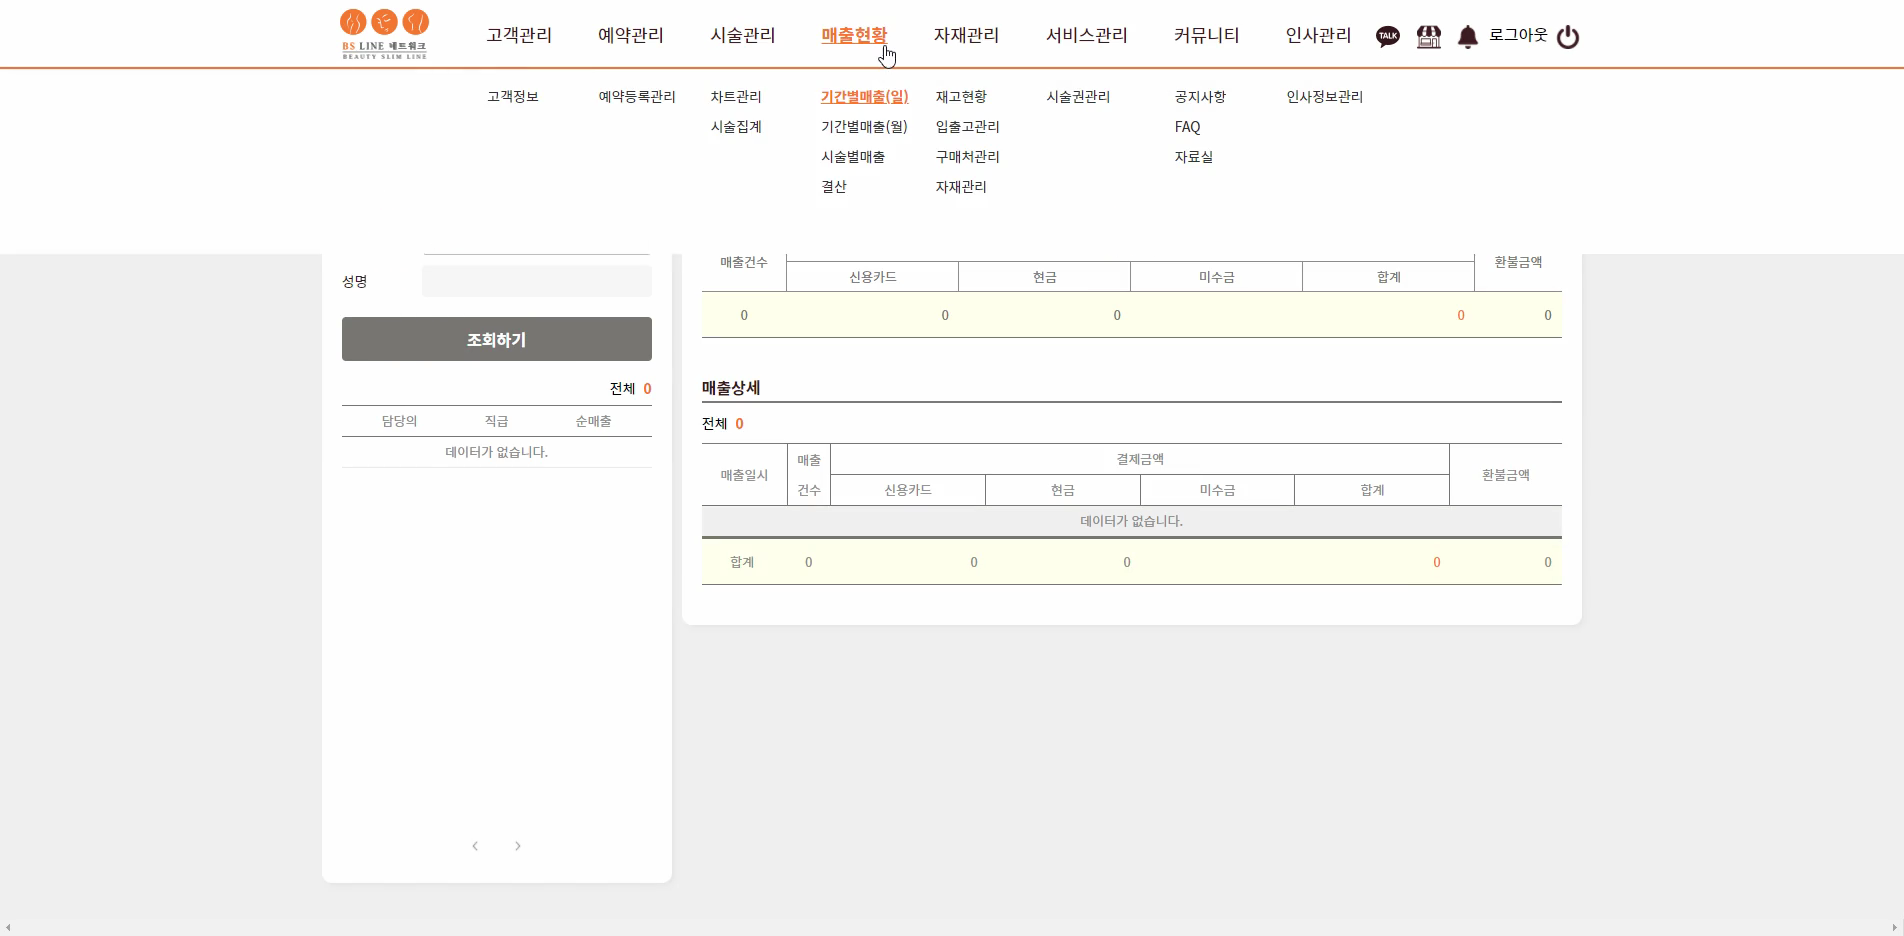 BS LINE 네트워크
BEAUTY SLIM LINE
고객관리 예약관리 시술관리 매출현황 자재관리 서비스관리 커뮤니티 인사관리 TALK 로그아웃
고객정보 예약등록관리 차트관리 기간별매출(일) 재고현황 시술권관리 공지사항 인사정보관리
시술집계 기간별매출(월) 입출고관리 FAQ
시술별매출 구매처관리 자료실
결산 자재관리
성명
조회하기
전체 0
담당의 직급 순매출
데이터가 없습니다.
매출건수 환불금액
신용카드 현금 미수금 합계
0 0 0 0 0
매출상세
전체 0
매출일시 매출 건수 결제금액 환불금액
신용카드 현금 미수금 합계
데이터가 없습니다.
합계 0 0 0 0 0